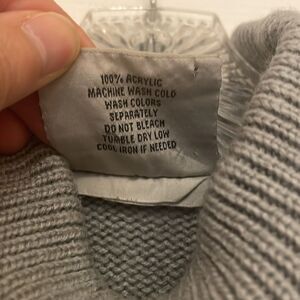 100% ACRYLIC
MACHINE WASH COLD
WASH COLORS
SEPARATELY
DO NOT BLEACH
TUMBLE DRY LOW
COOL IRON IF NEEDED